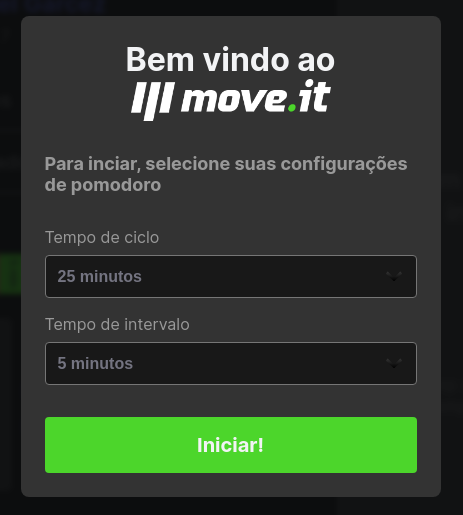 Bem vindo ao
move.it
Para inciar, selecione suas configurações
de pomodoro
Tempo de ciclo
25 minutos
Tempo de intervalo
5 minutos
Iniciar!